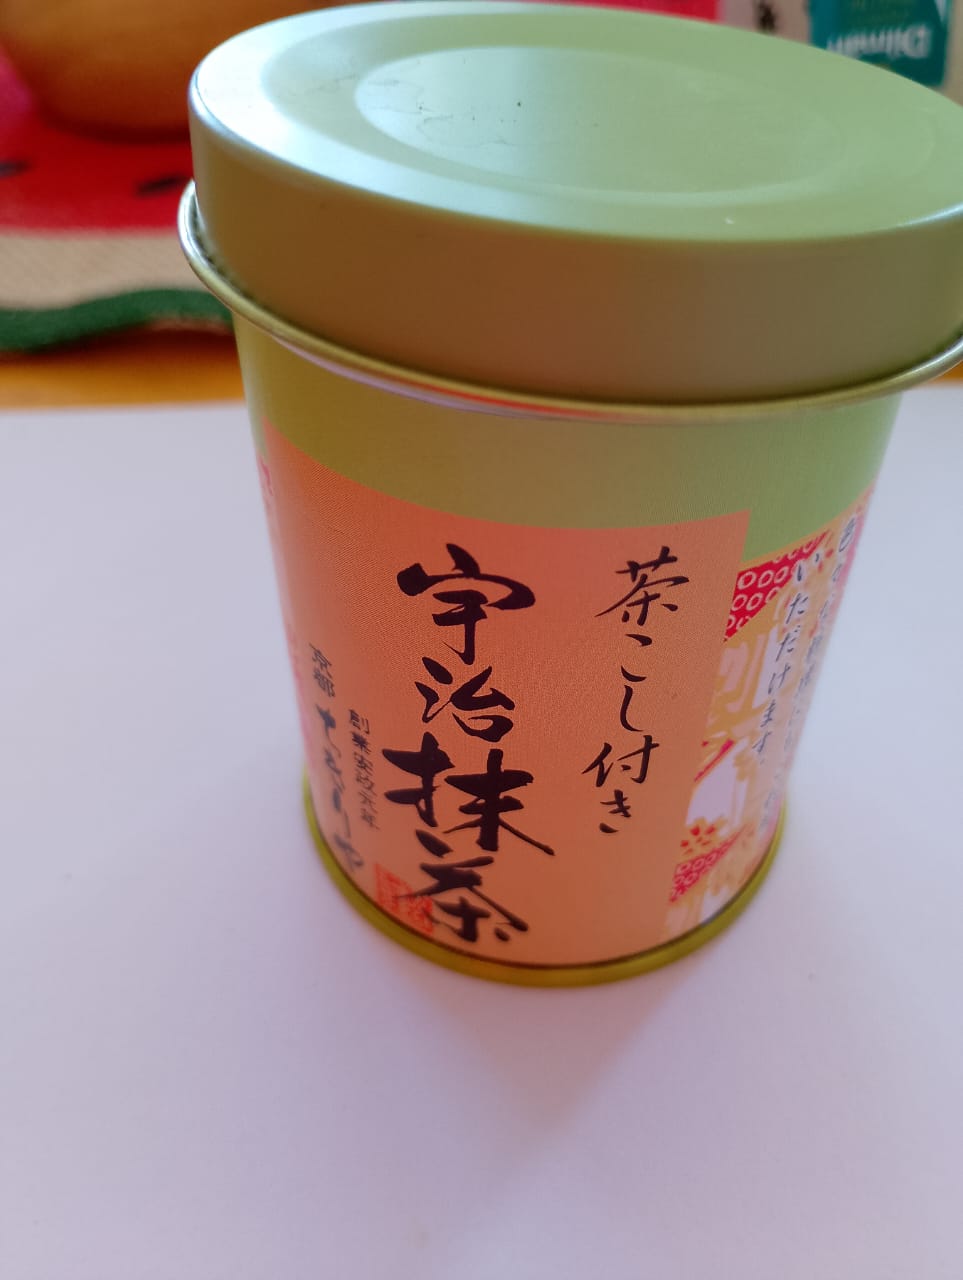 茶こし付き
宇治抹茶
創業安政元年
京都
いただけます。
Dilmah